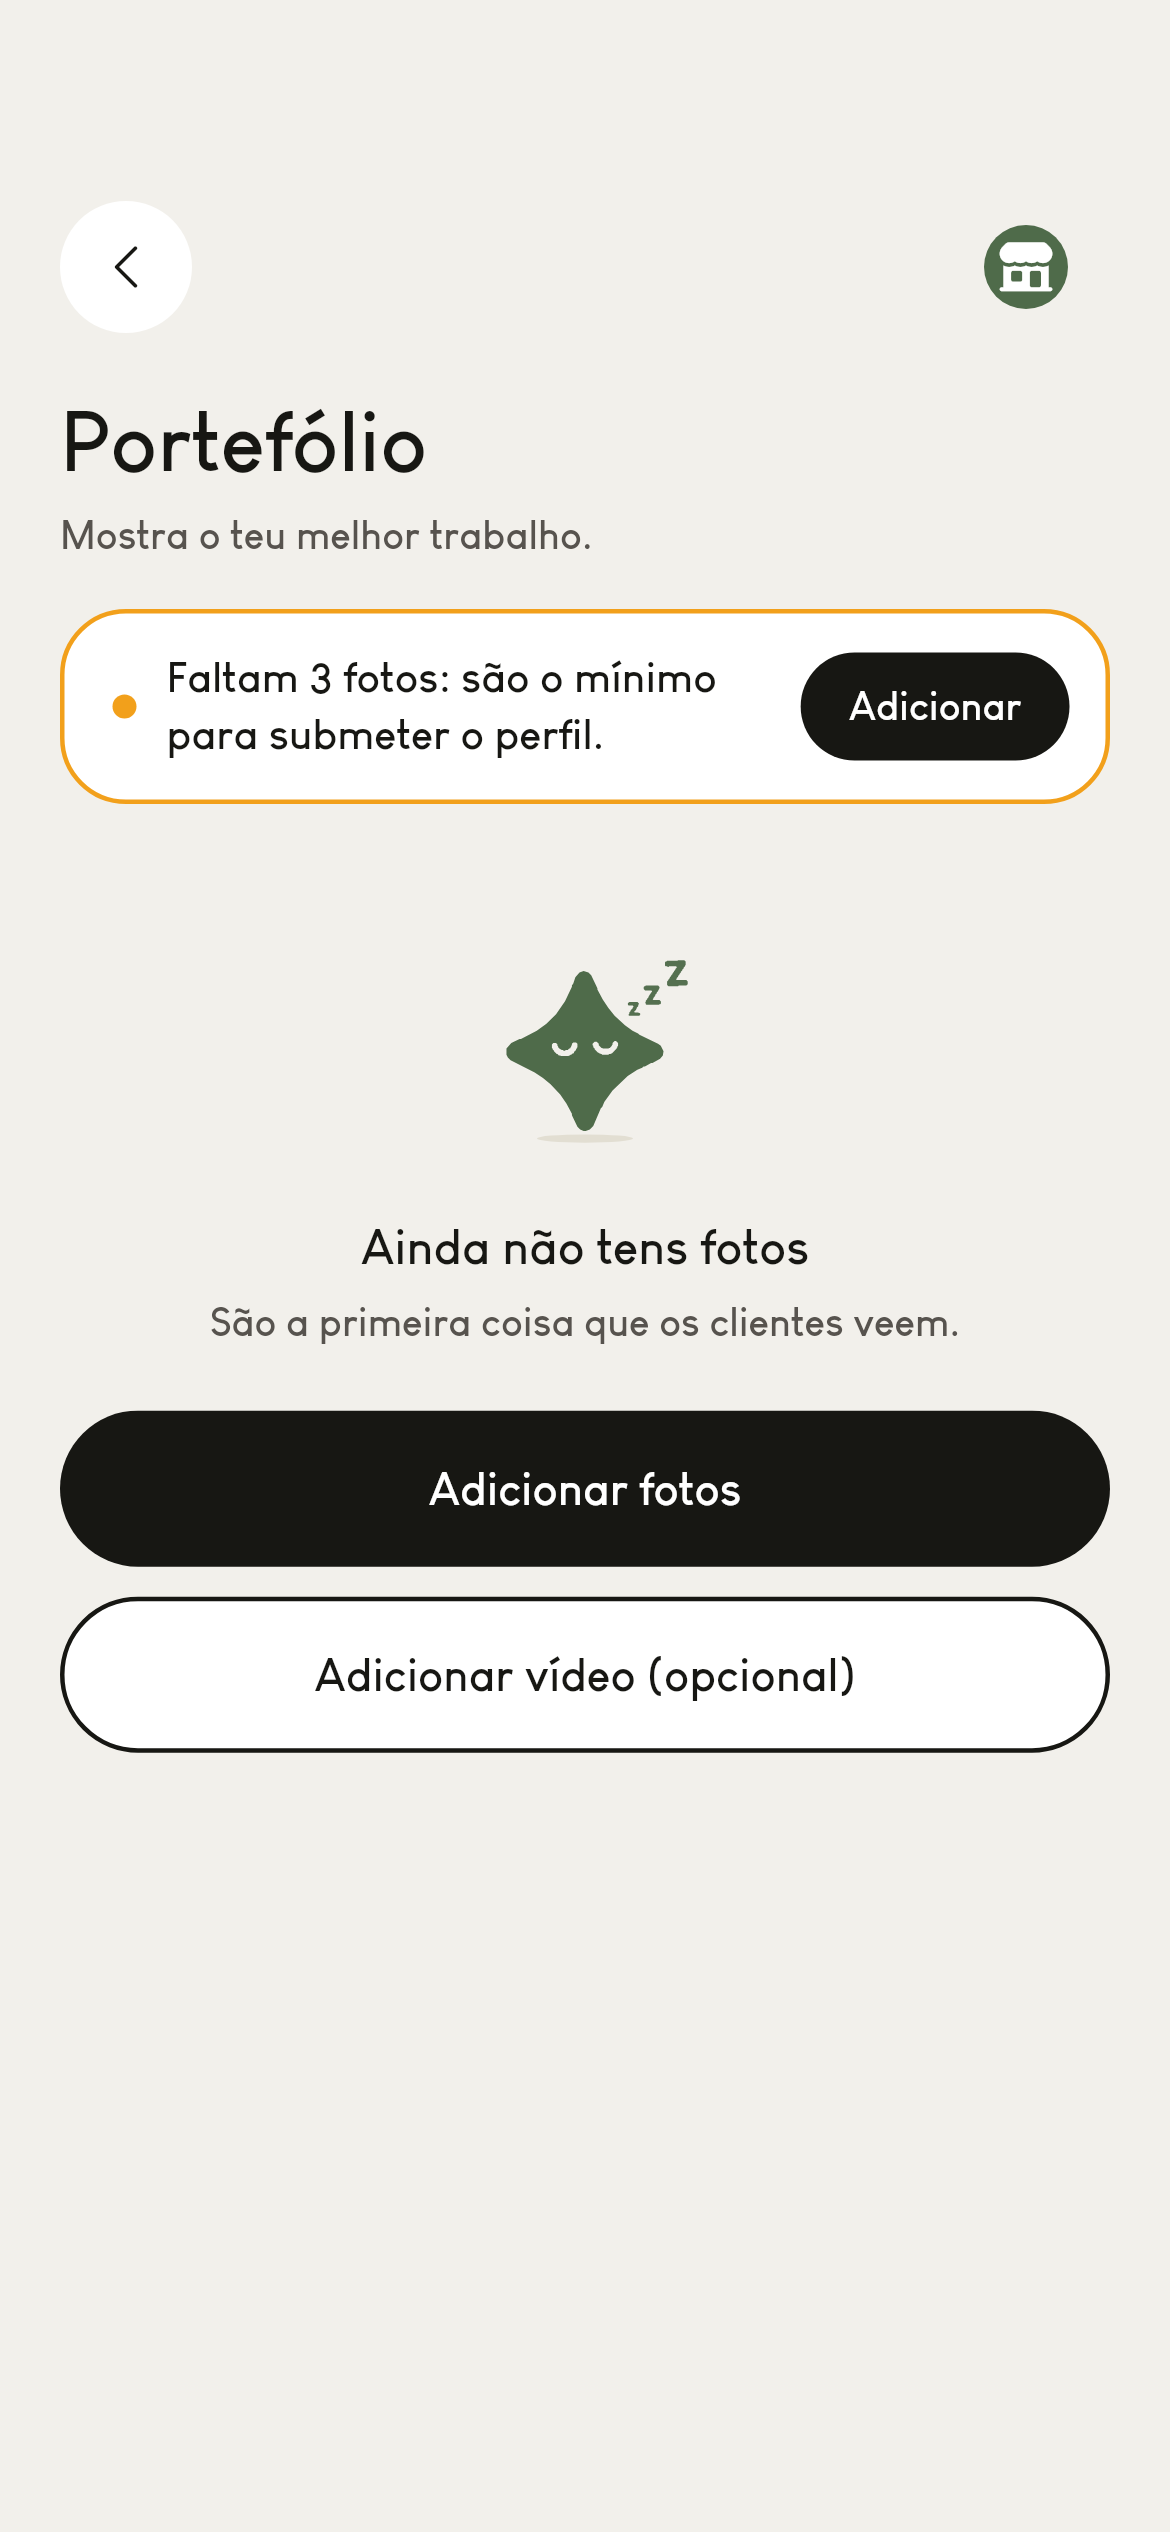 Portefólio
Mostra o teu melhor trabalho.
Faltam 3 fotos: são o mínimo
para submeter o perfil.
Adicionar
z z z
Ainda não tens fotos
São a primeira coisa que os clientes veem.
Adicionar fotos
Adicionar vídeo (opcional)